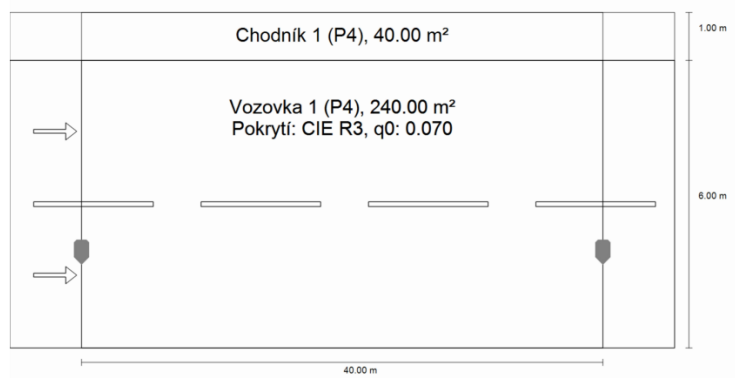 Chodník 1 (P4), 40.00 m²
1.00 m
Vozovka 1 (P4), 240.00 m²
Pokrytí: CIE R3, q0: 0.070
6.00 m
40.00 m